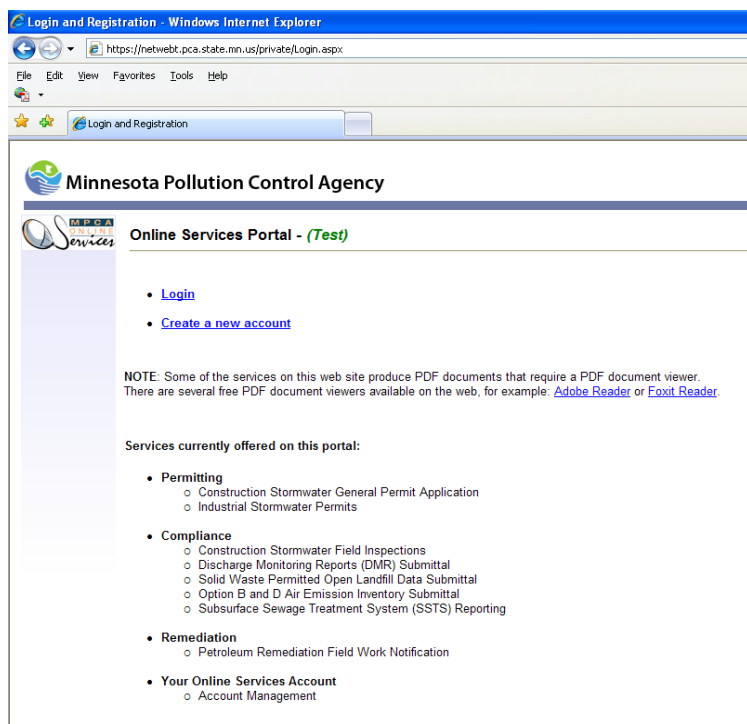 Login and Registration - Windows Internet Explorer
https://netwebt.pca.state.mn.us/private/Login.aspx
File Edit View Favorites Tools Help
Login and Registration
Minnesota Pollution Control Agency
MPCA
ONLINE
Services
Online Services Portal - (Test)
• Login
• Create a new account
NOTE: Some of the services on this web site produce PDF documents that require a PDF document viewer.
There are several free PDF document viewers available on the web, for example: Adobe Reader or Foxit Reader.
Services currently offered on this portal:
• Permitting
o Construction Stormwater General Permit Application
o Industrial Stormwater Permits
• Compliance
o Construction Stormwater Field Inspections
o Discharge Monitoring Reports (DMR) Submittal
o Solid Waste Permitted Open Landfill Data Submittal
o Option B and D Air Emission Inventory Submittal
o Subsurface Sewage Treatment System (SSTS) Reporting
• Remediation
o Petroleum Remediation Field Work Notification
• Your Online Services Account
o Account Management